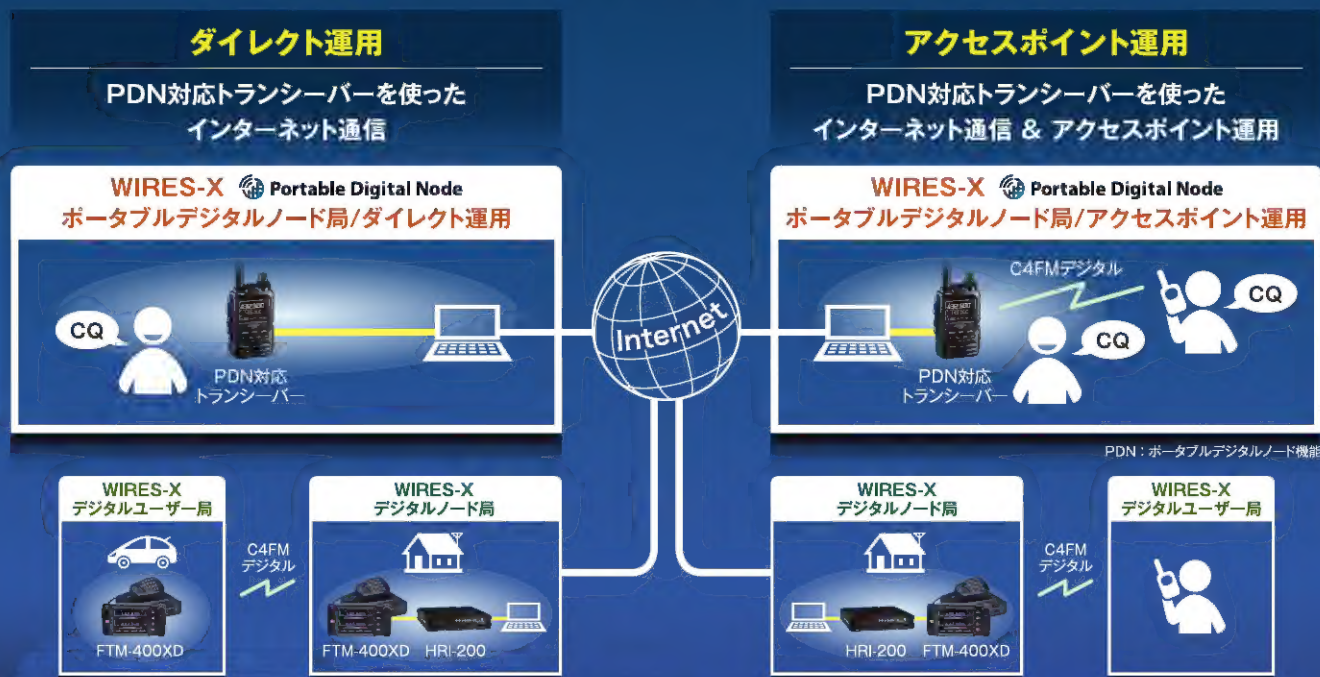 ダイレクト運用
PDN対応トランシーバーを使った
インターネット通信
WIRES-X Portable Digital Node
ポータブルデジタルノード局/ダイレクト運用
CQ
PDN対応
トランシーバー
Internet
アクセスポイント運用
PDN対応トランシーバーを使った
インターネット通信 & アクセスポイント運用
WIRES-X Portable Digital Node
ポータブルデジタルノード局/アクセスポイント運用
C4FMデジタル
CQ
CQ
PDN対応
トランシーバー
PDN：ポータブルデジタルノード機能
WIRES-X
デジタルユーザー局
FTM-400XD
C4FM
デジタル
WIRES-X
デジタルノード局
FTM-400XD HRI-200
WIRES-X
デジタルノード局
HRI-200 FTM-400XD
C4FM
デジタル
WIRES-X
デジタルユーザー局